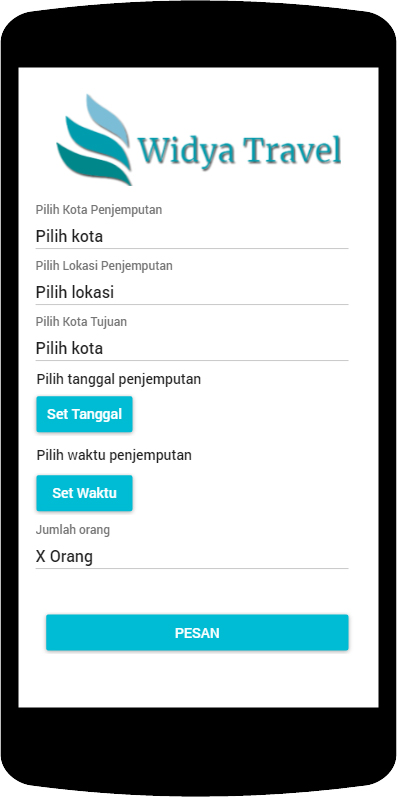 Widya Travel
Pilih Kota Penjemputan
Pilih kota
Pilih Lokasi Penjemputan
Pilih lokasi
Pilih Kota Tujuan
Pilih kota
Pilih tanggal penjemputan
Set Tanggal
Pilih waktu penjemputan
Set Waktu
Jumlah orang
X Orang
PESAN